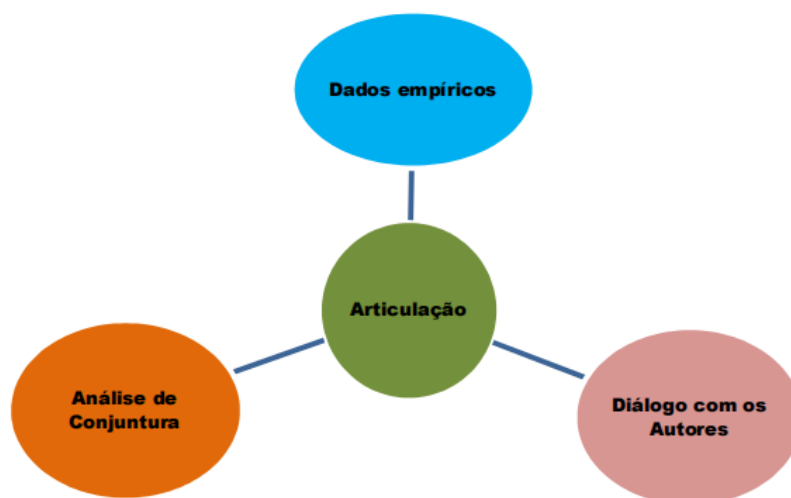 Dados empíricos
Articulação
Análise de
Conjuntura
Diálogo com os
Autores